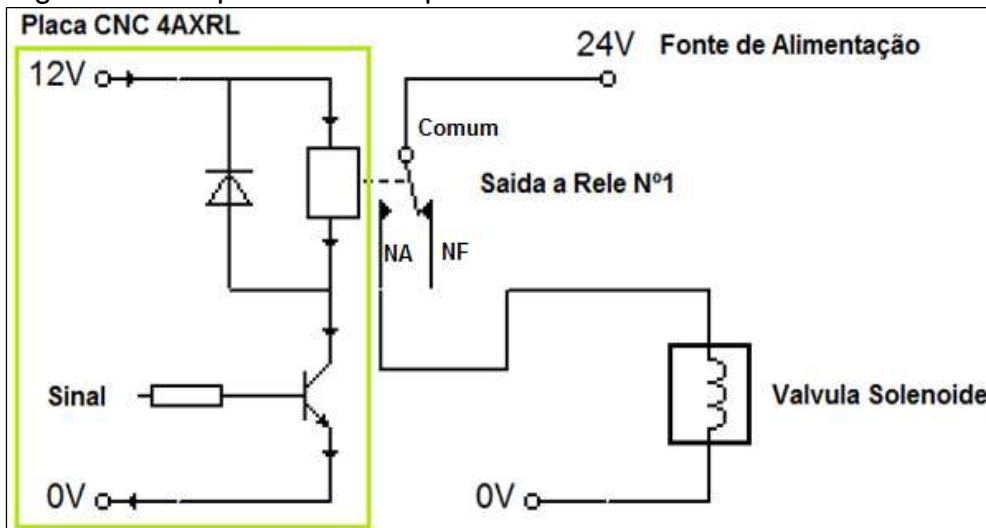 Placa CNC 4AXRL
24V Fonte de Alimentação
12V
Comum
Saida a Rele Nº1
NA NF
Sinal
Valvula Solenoide
0V
0V